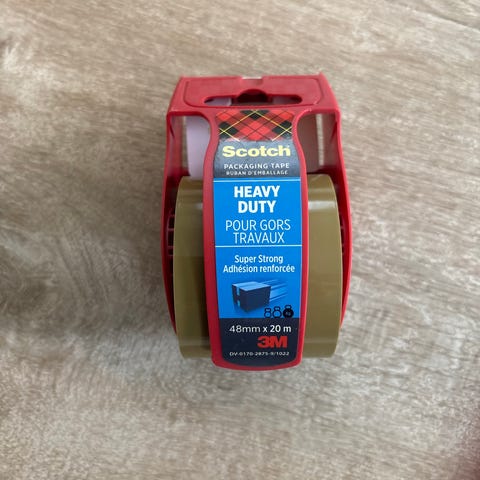 Scotch
PACKAGING TAPE
RUBAN D'EMBALLAGE
HEAVY
DUTY
POUR GORS
TRAVAUX
Super Strong
Adhésion renforcée
48mm x 20 m
3M
DV-0170-2875-9/1022